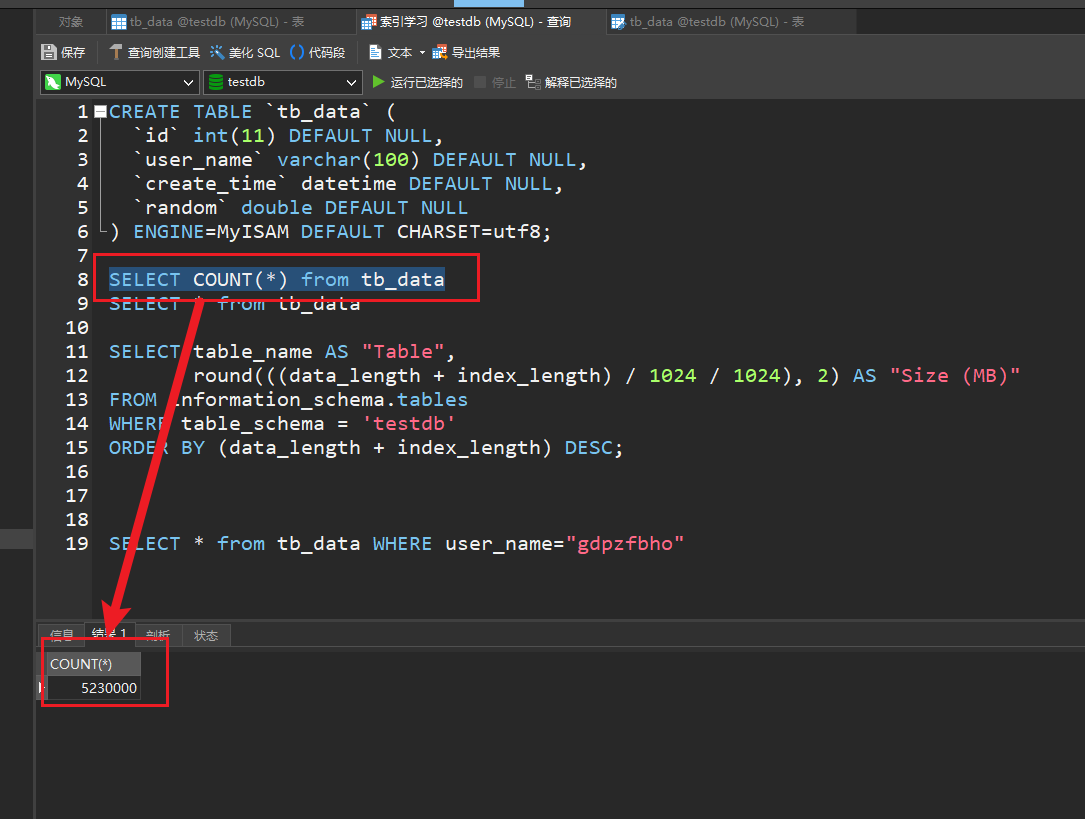 对象 tb_data @testdb (MySQL) - 表 索引学习 @testdb (MySQL) - 查询 tb_data @testdb (MySQL) - 表
保存 查询创建工具 美化 SQL () 代码段 文本 导出结果
MySQL testdb 运行已选择的 停止 解释已选择的
1 CREATE TABLE `tb_data` (
2 `id` int(11) DEFAULT NULL,
3 `user_name` varchar(100) DEFAULT NULL,
4 `create_time` datetime DEFAULT NULL,
5 `random` double DEFAULT NULL
6 ) ENGINE=MyISAM DEFAULT CHARSET=utf8;
7
8 SELECT COUNT(*) from tb_data
9 SELECT * from tb_data
10
11 SELECT table_name AS "Table",
12 round(((data_length + index_length) / 1024 / 1024), 2) AS "Size (MB)"
13 FROM information_schema.tables
14 WHERE table_schema = 'testdb'
15 ORDER BY (data_length + index_length) DESC;
16
17
18
19 SELECT * from tb_data WHERE user_name="gdpzfbho"
信息 结果 1 剖析 状态
COUNT(*)
5230000